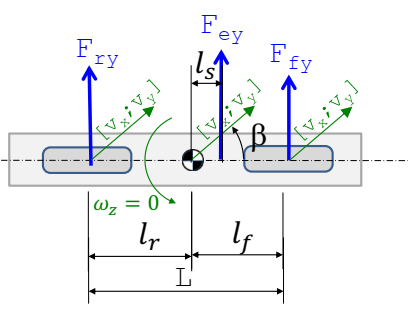 F_ey
F_ry
F_fy
l_s
[v_x;v_y]
[v_x;v_y]
[v_x;v_y]
β
ω_z = 0
l_r
l_f
L